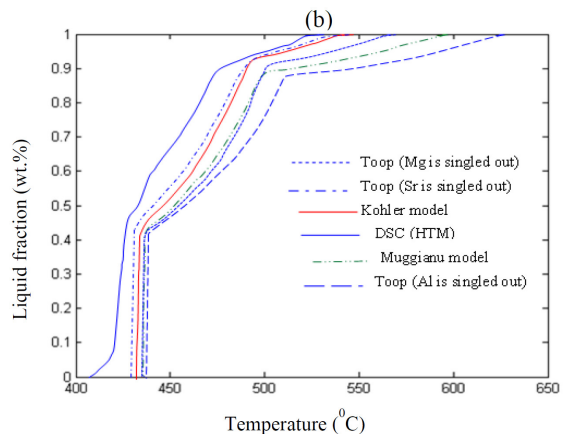 (b)
1
0.9
0.8
0.7
0.6
0.5
0.4
0.3
0.2
0.1
0
Liquid fraction (wt.%)
Toop (Mg is singled out)
Toop (Sr is singled out)
Kohler model
DSC (HTM)
Muggianu model
Toop (Al is singled out)
400 450 500 550 600 650
Temperature (⁰C)